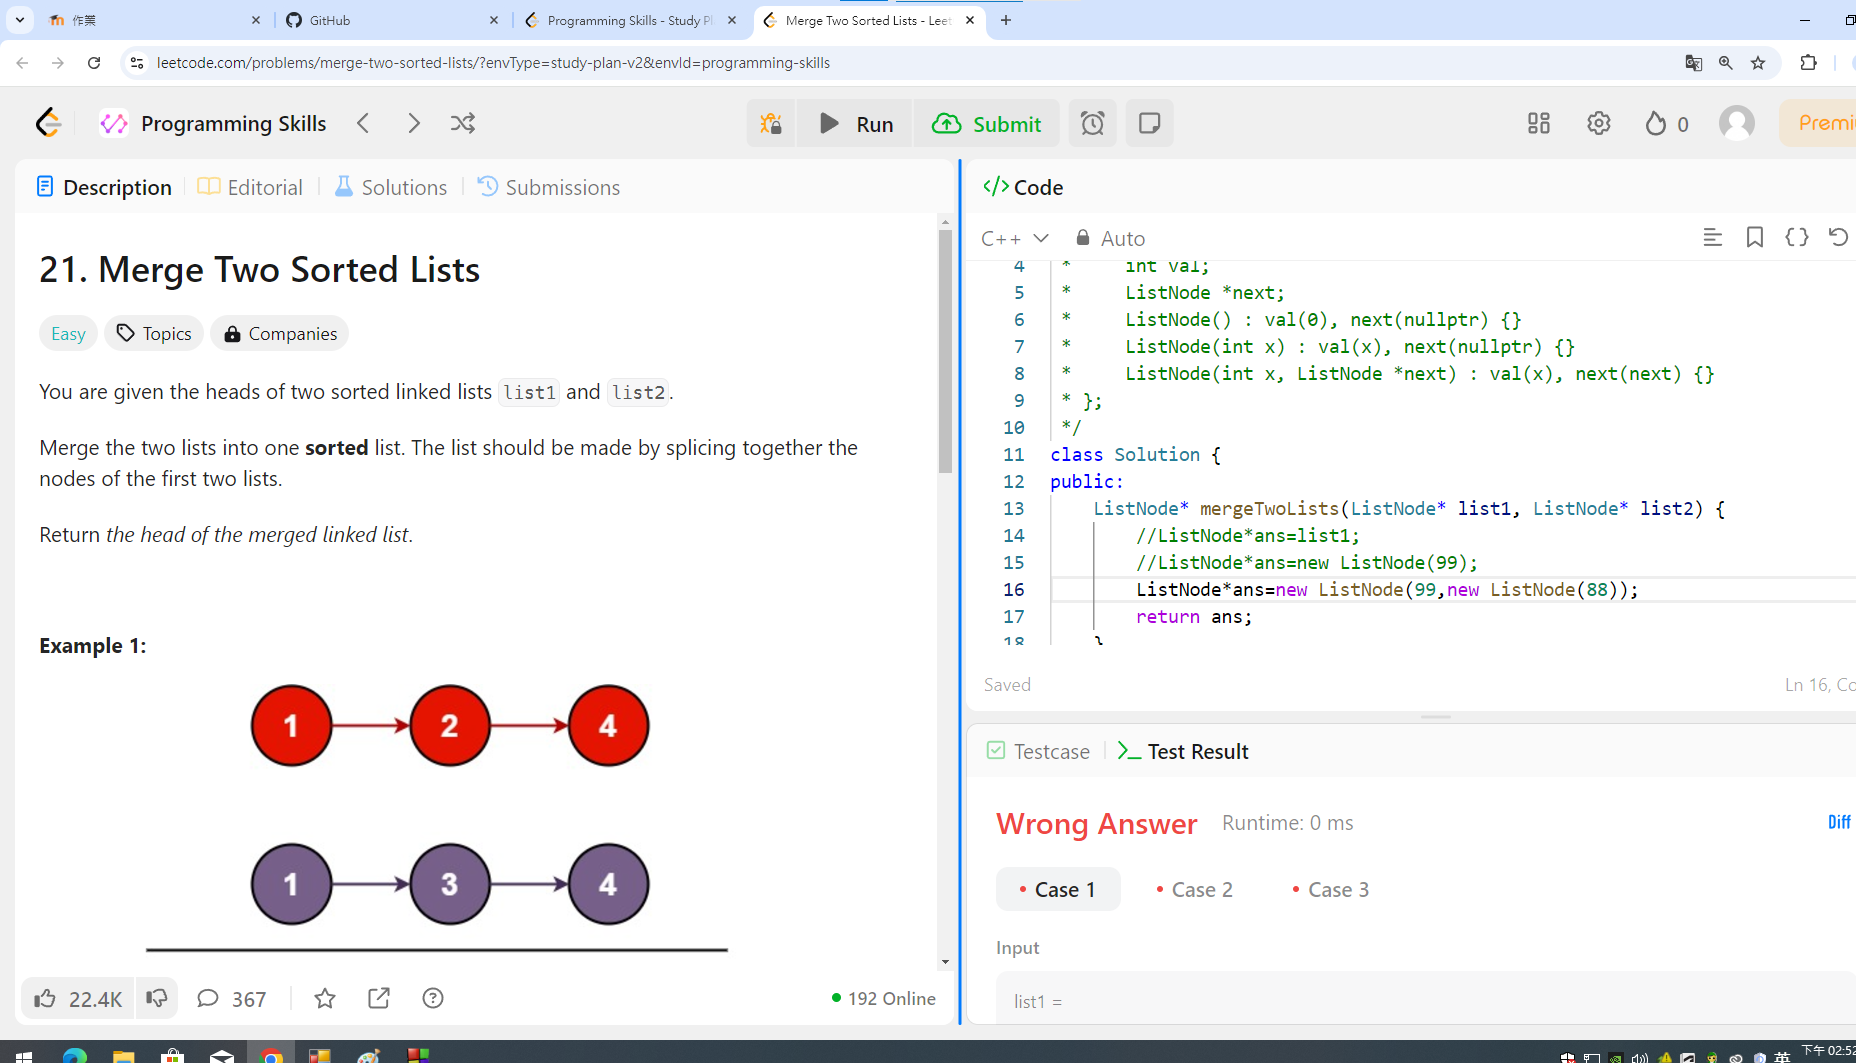 作業
GitHub
Programming Skills - Study Pl
Merge Two Sorted Lists - Leet
leetcode.com/problems/merge-two-sorted-lists/?envType=study-plan-v2&envId=programming-skills
Programming Skills
Run
Submit
0
Premi
Description
Editorial
Solutions
Submissions
21. Merge Two Sorted Lists
Easy
Topics
Companies
You are given the heads of two sorted linked lists list1 and list2.
Merge the two lists into one sorted list. The list should be made by splicing together the
nodes of the first two lists.
Return the head of the merged linked list.
Example 1:
1 2 4
1 3 4
22.4K
367
192 Online
</> Code
C++
Auto
4 * int val;
5 * ListNode *next;
6 * ListNode() : val(0), next(nullptr) {}
7 * ListNode(int x) : val(x), next(nullptr) {}
8 * ListNode(int x, ListNode *next) : val(x), next(next) {}
9 * };
10 */
11 class Solution {
12 public:
13 ListNode* mergeTwoLists(ListNode* list1, ListNode* list2) {
14 //ListNode*ans=list1;
15 //ListNode*ans=new ListNode(99);
16 ListNode*ans=new ListNode(99,new ListNode(88));
17 return ans;
18 }
Saved
Ln 16, Co
Testcase
Test Result
Wrong Answer
Runtime: 0 ms
Diff
Case 1
Case 2
Case 3
Input
list1 =
英
下午 02:52